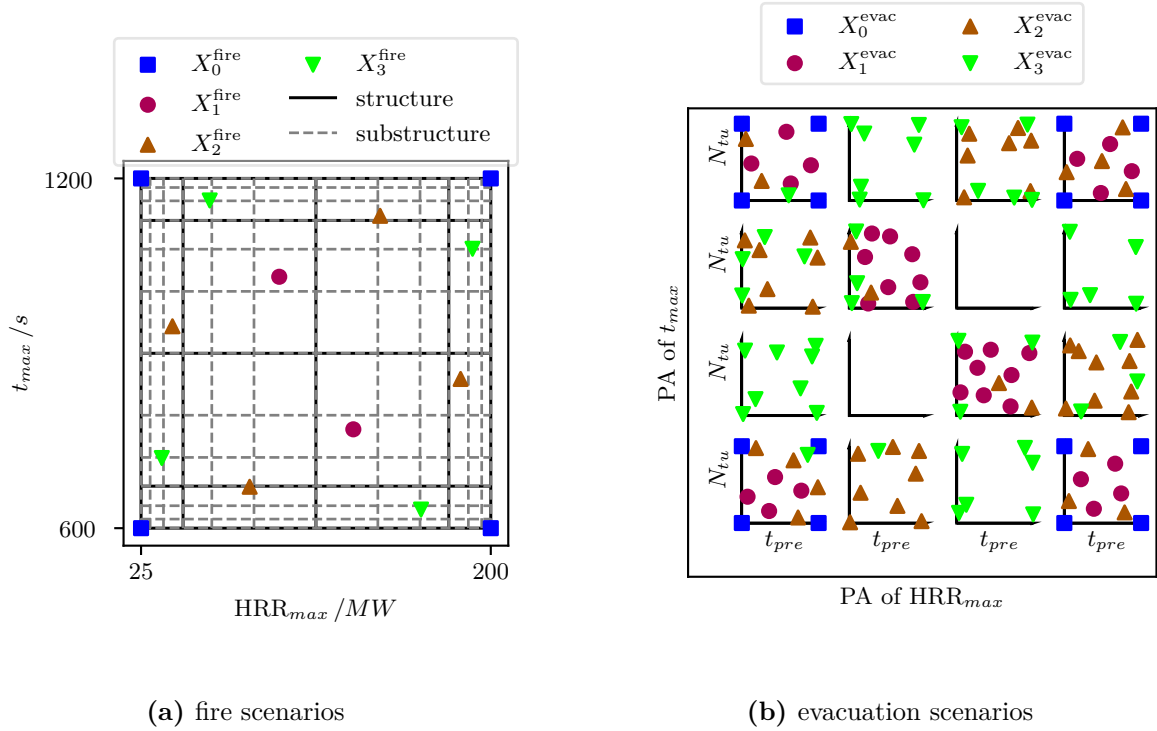 X_0^fire
X_1^fire
X_2^fire
X_3^fire
structure
substructure
1200
t_max /s
600
25
200
HRR_max /MW
(a) fire scenarios
X_0^evac
X_1^evac
X_2^evac
X_3^evac
PA of t_max
N_tu
N_tu
N_tu
N_tu
t_pre
t_pre
t_pre
t_pre
PA of HRR_max
(b) evacuation scenarios